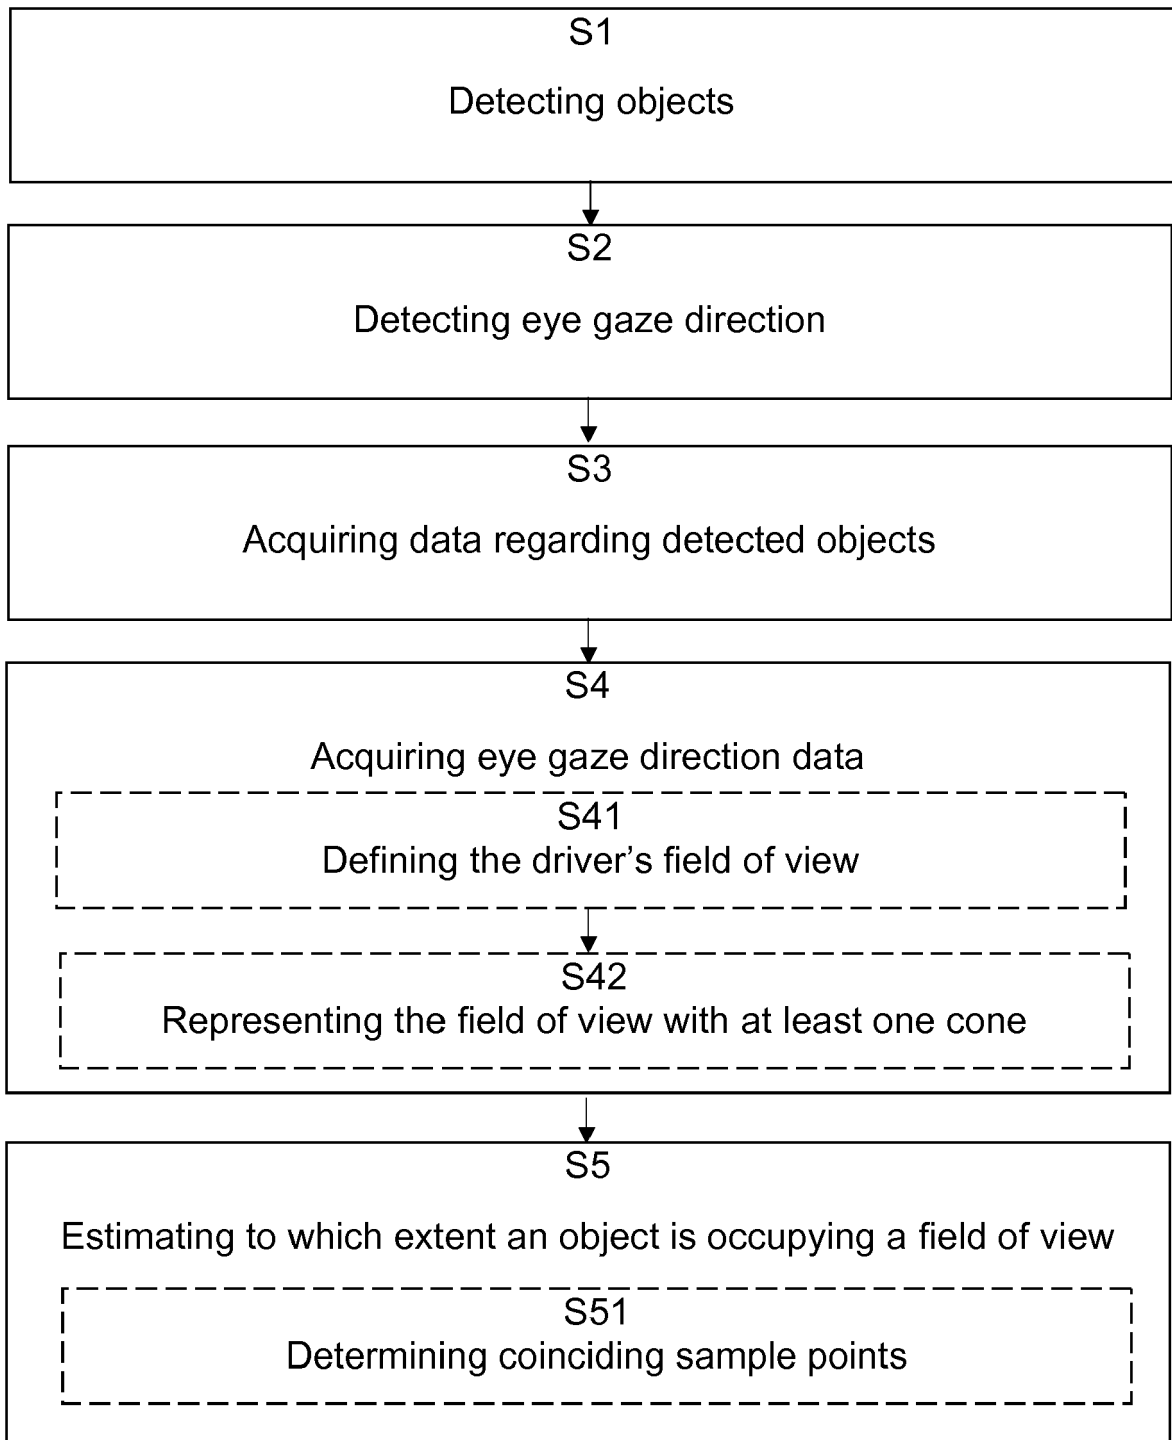 S1
Detecting objects
S2
Detecting eye gaze direction
S3
Acquiring data regarding detected objects
S4
Acquiring eye gaze direction data
S41
Defining the driver’s field of view
S42
Representing the field of view with at least one cone
S5
Estimating to which extent an object is occupying a field of view
S51
Determining coinciding sample points